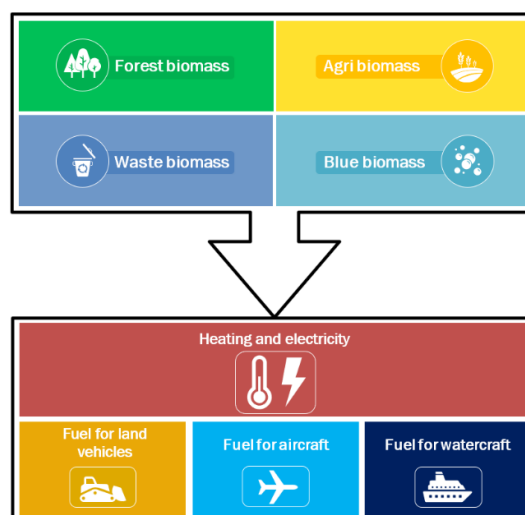 Forest biomass
Agri biomass
Waste biomass
Blue biomass
Heating and electricity
Fuel for land
vehicles
Fuel for aircraft
Fuel for watercraft